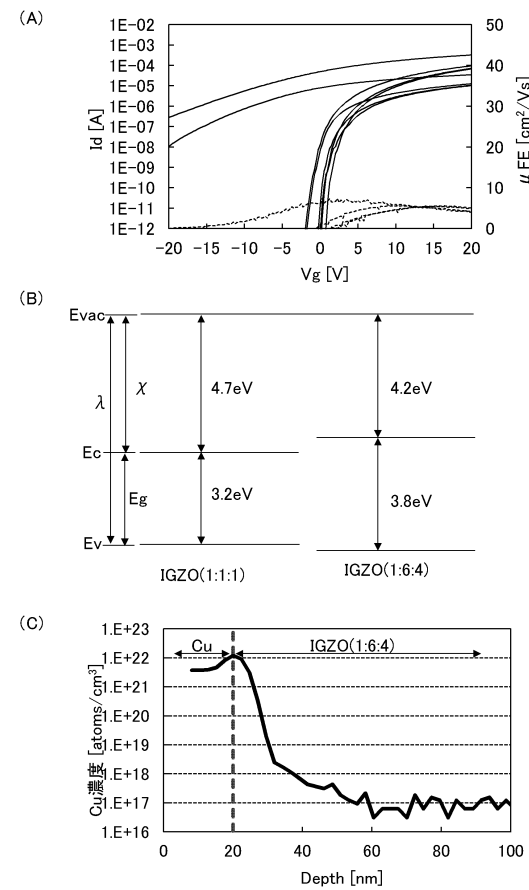 (A)
1E-02
1E-03
1E-04
1E-05
1E-06
1E-07
1E-08
1E-09
1E-10
1E-11
1E-12
Id [A]
50
40
30
20
10
0
μFE [cm²/Vs]
-20 -15 -10 -5 0 5 10 15 20
Vg [V]
(B)
Evac
λ χ 4.7eV 4.2eV
Ec
Eg 3.2eV 3.8eV
Ev
IGZO(1:1:1) IGZO(1:6:4)
(C)
1.E+23
1.E+22
1.E+21
1.E+20
1.E+19
1.E+18
1.E+17
1.E+16
Cu濃度 [atoms/cm³]
Cu IGZO(1:6:4)
0 20 40 60 80 100
Depth [nm]